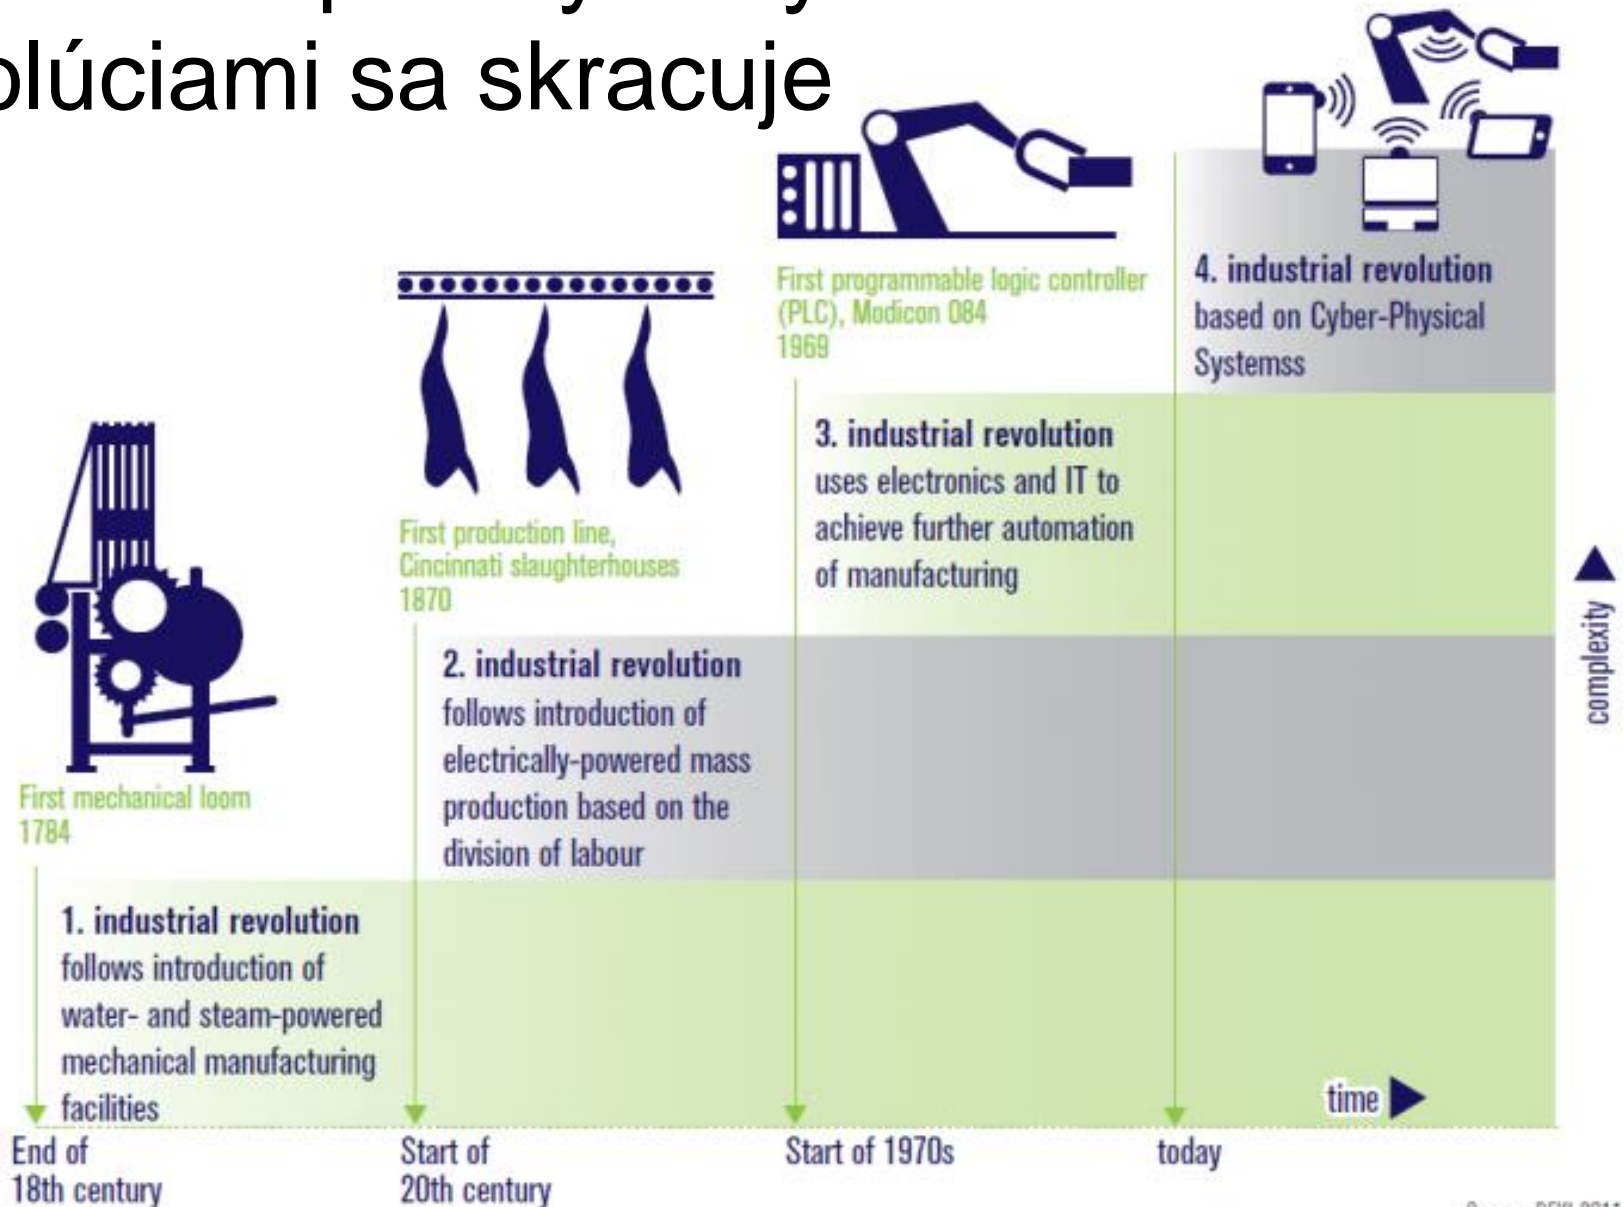 olúciami sa skracuje
First programmable logic controller
(PLC), Modicon 084
1969
4. industrial revolution
based on Cyber-Physical
Systemss
3. industrial revolution
uses electronics and IT to
achieve further automation
of manufacturing
First production line,
Cincinnati slaughterhouses
1870
2. industrial revolution
follows introduction of
electrically-powered mass
production based on the
division of labour
First mechanical loom
1784
1. industrial revolution
follows introduction of
water- and steam-powered
mechanical manufacturing
facilities
complexity
time
End of
18th century
Start of
20th century
Start of 1970s
today